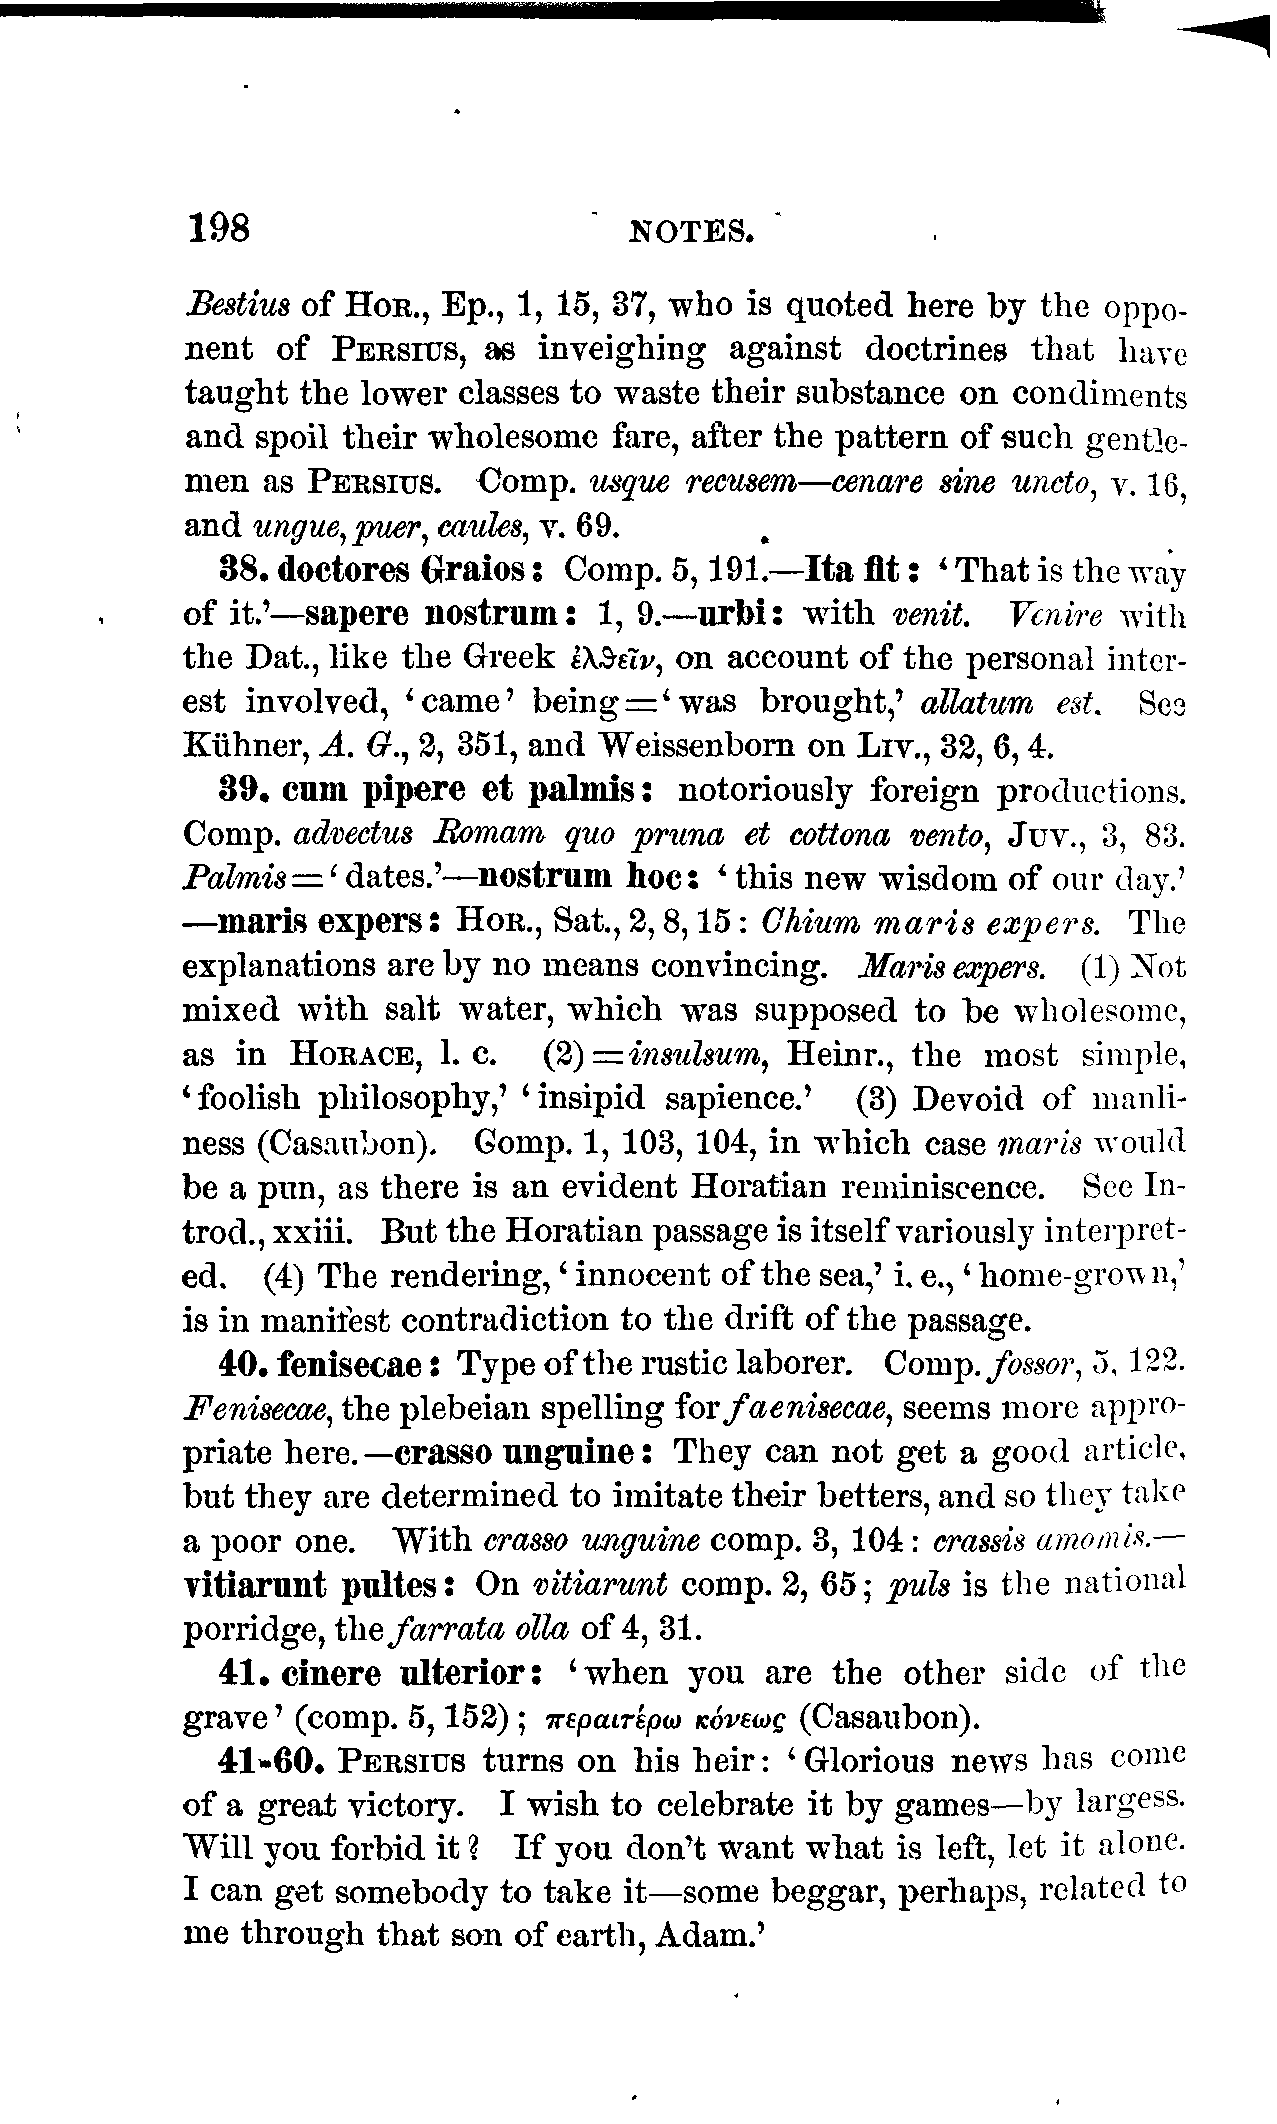 198 NOTES.
Bestius of HOR., Ep., 1, 15, 37, who is quoted here by the oppo-
nent of PERSIUS, as inveighing against doctrines that have
taught the lower classes to waste their substance on condiments
and spoil their wholesome fare, after the pattern of such gentle-
men as PERSIUS. Comp. usque recusem—cenare sine uncto, v. 16,
and ungue, puer, caules, v. 69.
38. doctores Graios: Comp. 5, 191.—Ita fit: ‘That is the way
of it.’—sapere nostrum: 1, 9.—urbi: with venit. Venire with
the Dat., like the Greek ἐλϑεῖν, on account of the personal inter-
est involved, ‘came’ being=‘was brought,’ allatum est. See
Kühner, A. G., 2, 351, and Weissenborn on LIV., 32, 6, 4.
39. cum pipere et palmis: notoriously foreign productions.
Comp. advectus Romam quo pruna et cottona vento, JUV., 3, 83.
Palmis=‘dates.’—nostrum hoc: ‘this new wisdom of our day.’
—maris expers: HOR., Sat., 2, 8, 15: Chium maris expers. The
explanations are by no means convincing. Maris expers. (1) Not
mixed with salt water, which was supposed to be wholesome,
as in HORACE, l. c. (2)=insulsum, Heinr., the most simple,
‘foolish philosophy,’ ‘insipid sapience.’ (3) Devoid of manli-
ness (Casaubon). Comp. 1, 103, 104, in which case maris would
be a pun, as there is an evident Horatian reminiscence. See In-
trod., xxiii. But the Horatian passage is itself variously interpret-
ed. (4) The rendering, ‘innocent of the sea,’ i. e., ‘home-grown,’
is in manifest contradiction to the drift of the passage.
40. fenisecae: Type of the rustic laborer. Comp. fossor, 5, 122.
Fenisecae, the plebeian spelling for faenisecae, seems more appro-
priate here.—crasso unguine: They can not get a good article,
but they are determined to imitate their betters, and so they take
a poor one. With crasso unguine comp. 3, 104: crassis amomis.—
vitiarunt pultes: On vitiarunt comp. 2, 65; puls is the national
porridge, the farrata olla of 4, 31.
41. cinere ulterior: ‘when you are the other side of the
grave’ (comp. 5, 152); περαιτέρω κόνεως (Casaubon).
41-60. PERSIUS turns on his heir: ‘Glorious news has come
of a great victory. I wish to celebrate it by games—by largess.
Will you forbid it? If you don’t want what is left, let it alone.
I can get somebody to take it—some beggar, perhaps, related to
me through that son of earth, Adam.’